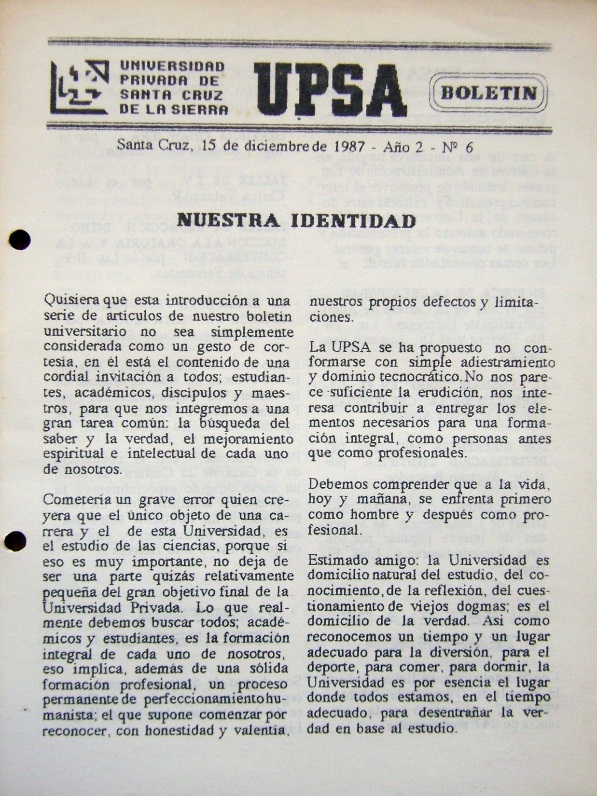 UNIVERSIDAD
PRIVADA DE
SANTA CRUZ
DE LA SIERRA
UPSA
BOLETIN
Santa Cruz, 15 de diciembre de 1987 - Año 2 - Nº 6
NUESTRA IDENTIDAD
Quisiera que esta introducción a una
serie de artículos de nuestro boletín
universitario no sea simplemente
considerada como un gesto de cor-
tesía, en él está el contenido de una
cordial invitación a todos; estudian-
tes, académicos, discípulos y maes-
tros, para que nos integremos a una
gran tarea común: la búsqueda del
saber y la verdad, el mejoramiento
espiritual e intelectual de cada uno
de nosotros.
Cometería un grave error quien cre-
yera que el único objeto de una ca-
rrera y el de esta Universidad, es
el estudio de las ciencias, porque si
eso es muy importante, no deja de
ser una parte quizás relativamente
pequeña del gran objetivo final de la
Universidad Privada. Lo que real-
mente debemos buscar todos; acadé-
micos y estudiantes, es la formación
integral de cada uno de nosotros,
eso implica, además de una sólida
formación profesional, un proceso
permanente de perfeccionamiento hu-
manista; el que supone comenzar por
reconocer, con honestidad y valentía,
nuestros propios defectos y limita-
ciones.
La UPSA se ha propuesto no con-
formarse con simple adiestramiento
y dominio tecnocrático. No nos pare-
ce suficiente la erudición, nos inte-
resa contribuir a entregar los ele-
mentos necesarios para una forma-
ción integral, como personas antes
que como profesionales.
Debemos comprender que a la vida,
hoy y mañana, se enfrenta primero
como hombre y después como pro-
fesional.
Estimado amigo: la Universidad es
domicilio natural del estudio, del co-
nocimiento, de la reflexión, del cues-
tionamiento de viejos dogmas; es el
domicilio de la verdad. Así como
reconocemos un tiempo y un lugar
adecuado para la diversión, para el
deporte, para comer, para dormir, la
Universidad es por esencia el lugar
donde todos estamos, en el tiempo
adecuado, para desentrañar la ver-
dad en base al estudio.